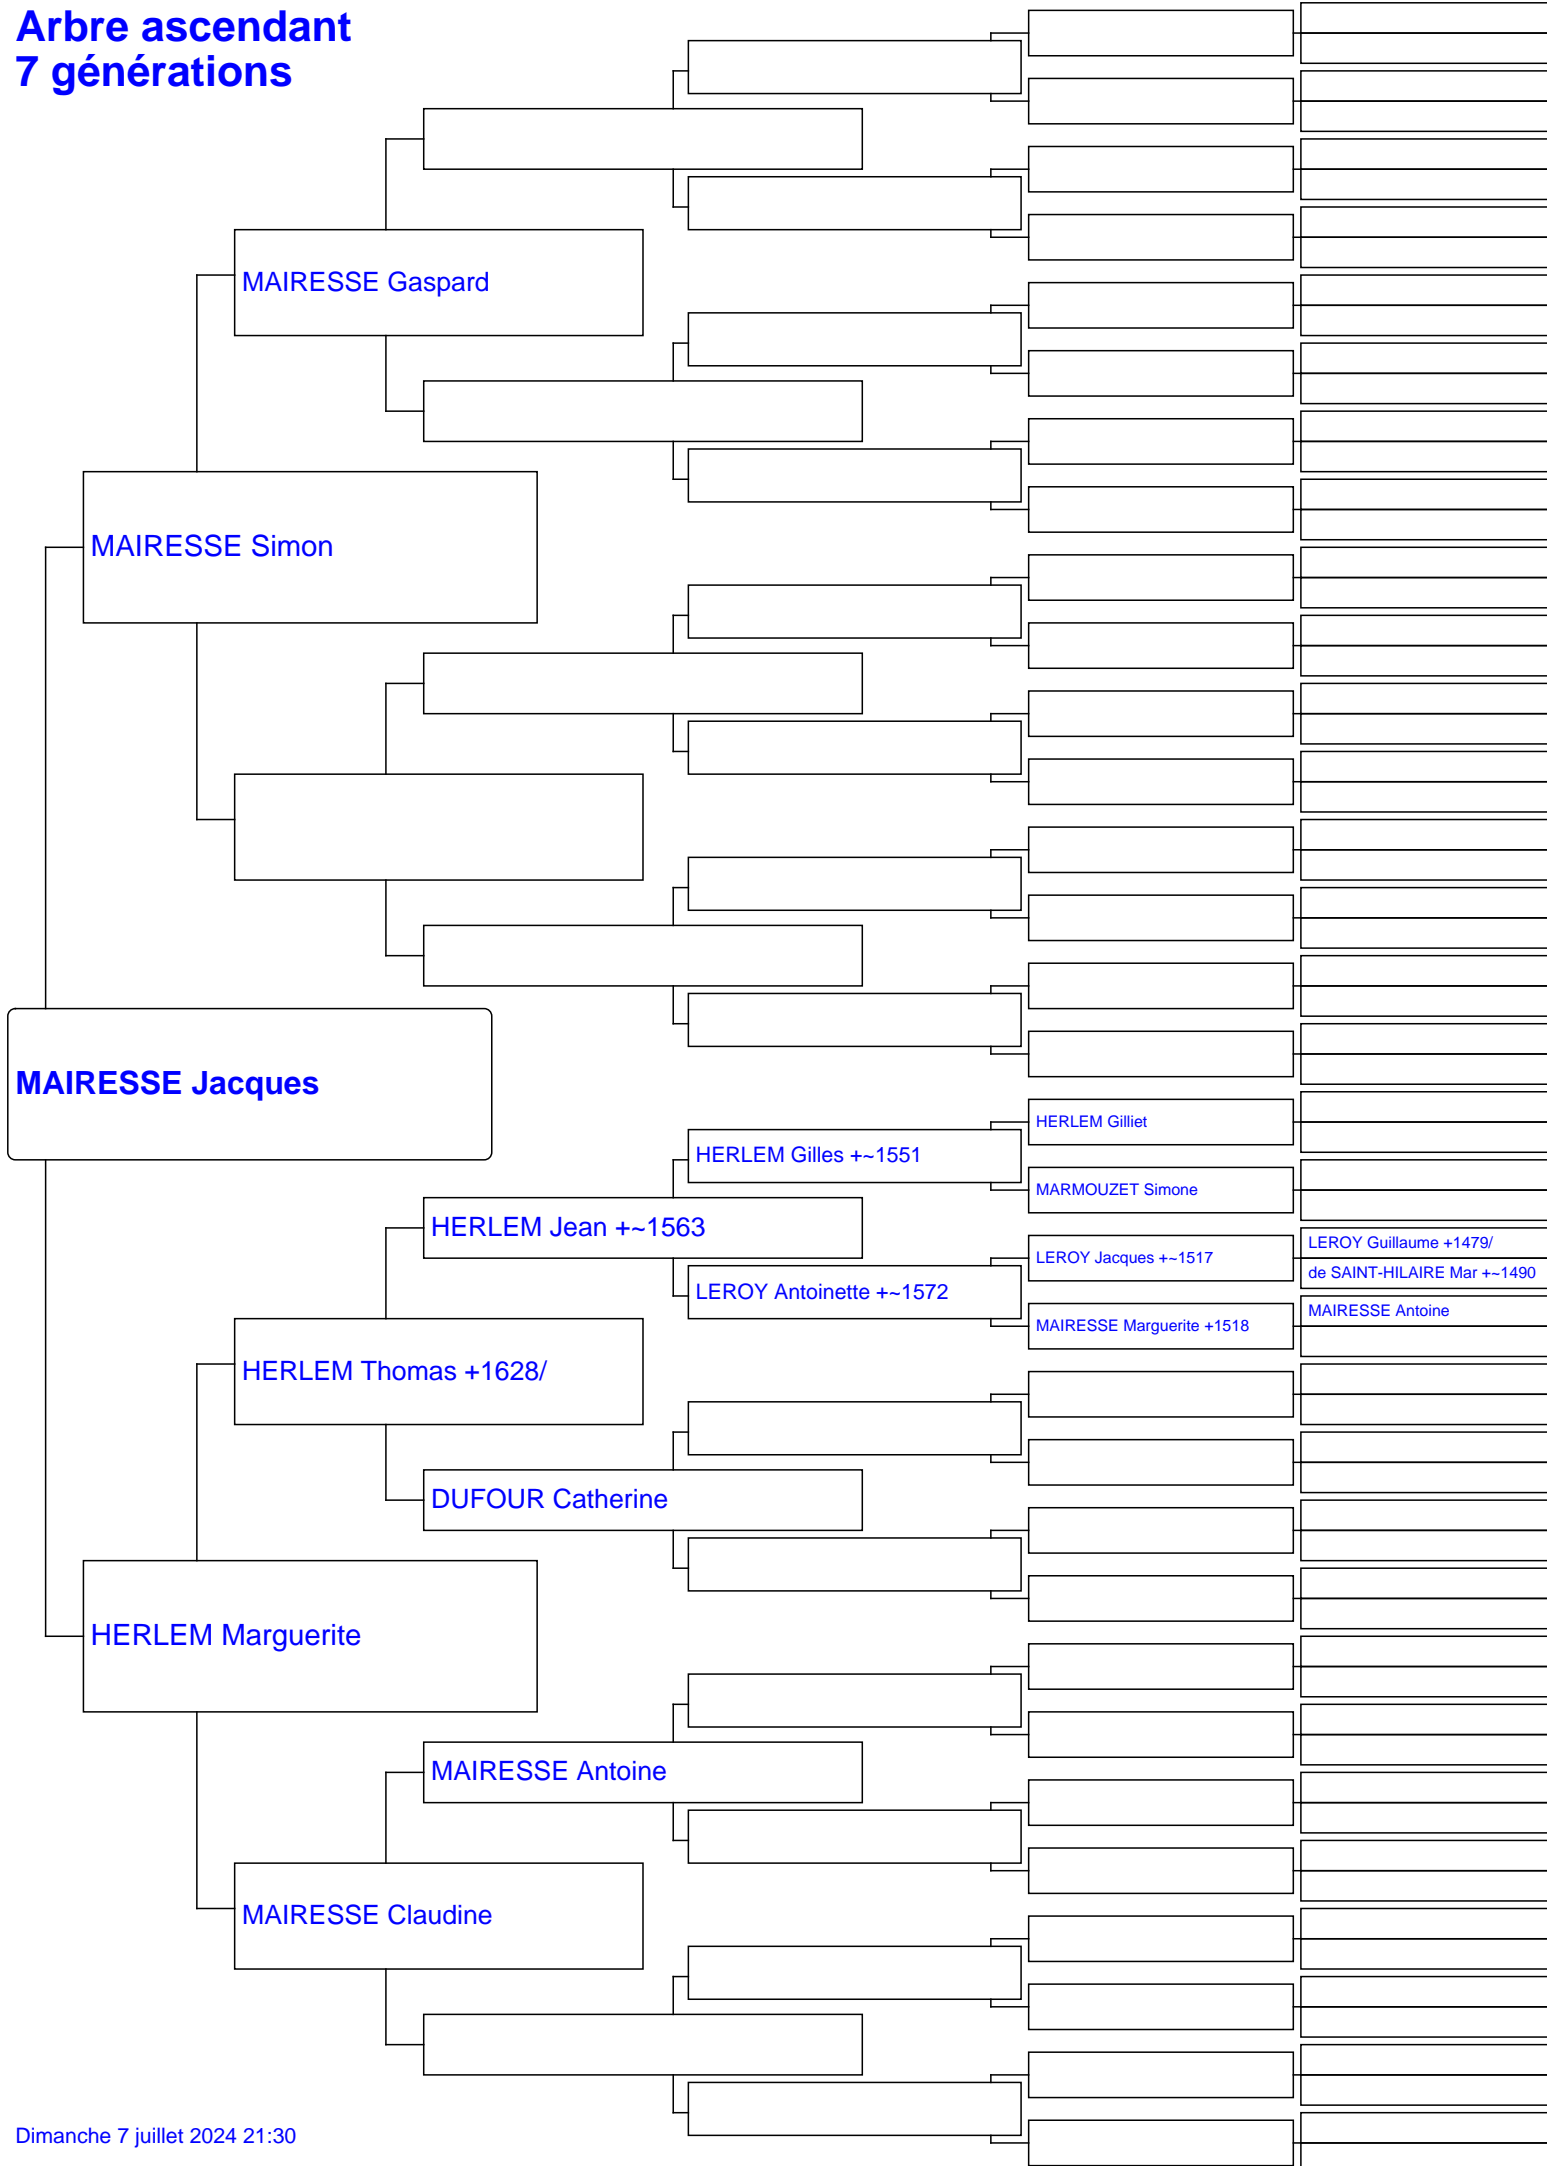 Arbre ascendant
7 générations
MAIRESSE Gaspard
MAIRESSE Simon
MAIRESSE Jacques
HERLEM Gilliet
HERLEM Gilles +~1551
MARMOUZET Simone
HERLEM Jean +~1563
LEROY Guillaume +1479/
LEROY Jacques +~1517
de SAINT-HILAIRE Mar +~1490
LEROY Antoinette +~1572
MAIRESSE Antoine
MAIRESSE Marguerite +1518
HERLEM Thomas +1628/
DUFOUR Catherine
HERLEM Marguerite
MAIRESSE Antoine
MAIRESSE Claudine
Dimanche 7 juillet 2024 21:30